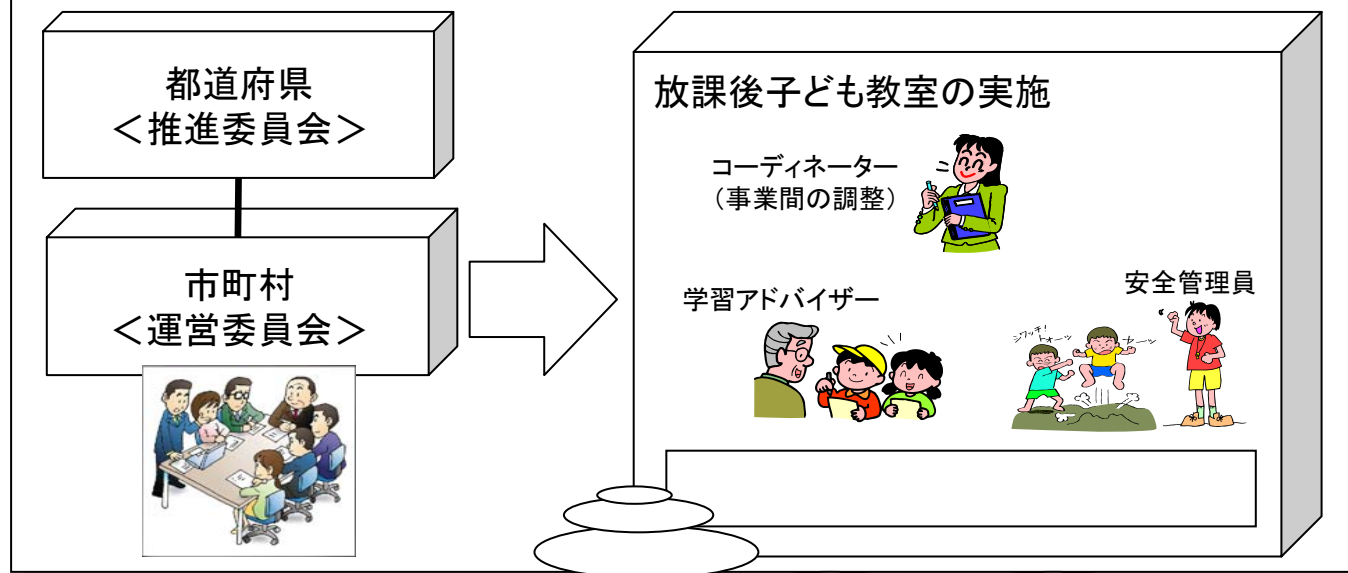 都道府県
＜推進委員会＞
市町村
＜運営委員会＞
放課後子ども教室の実施
コーディネーター
（事業間の調整）
学習アドバイザー
安全管理員